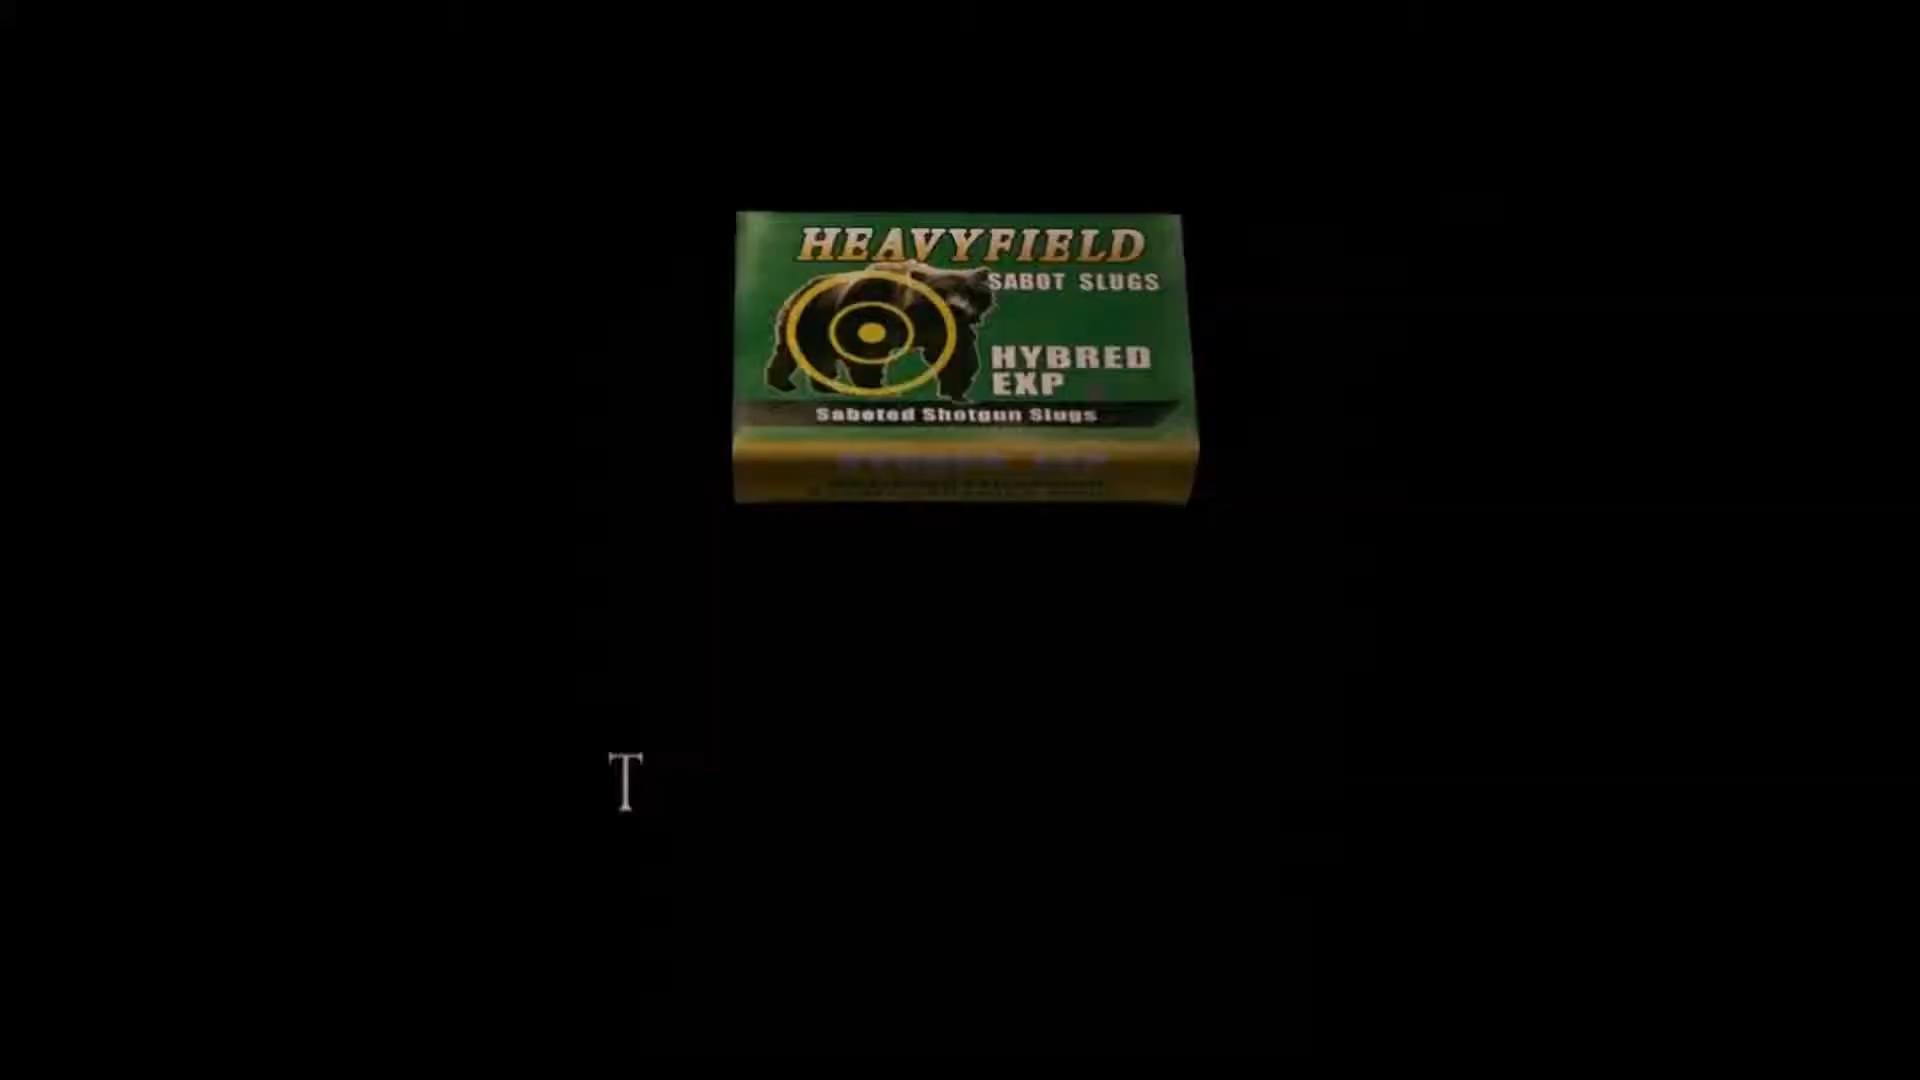 HEAVYFIELD
SABOT SLUGS
HYBRED
EXP
Saboted Shotgun Slugs
T